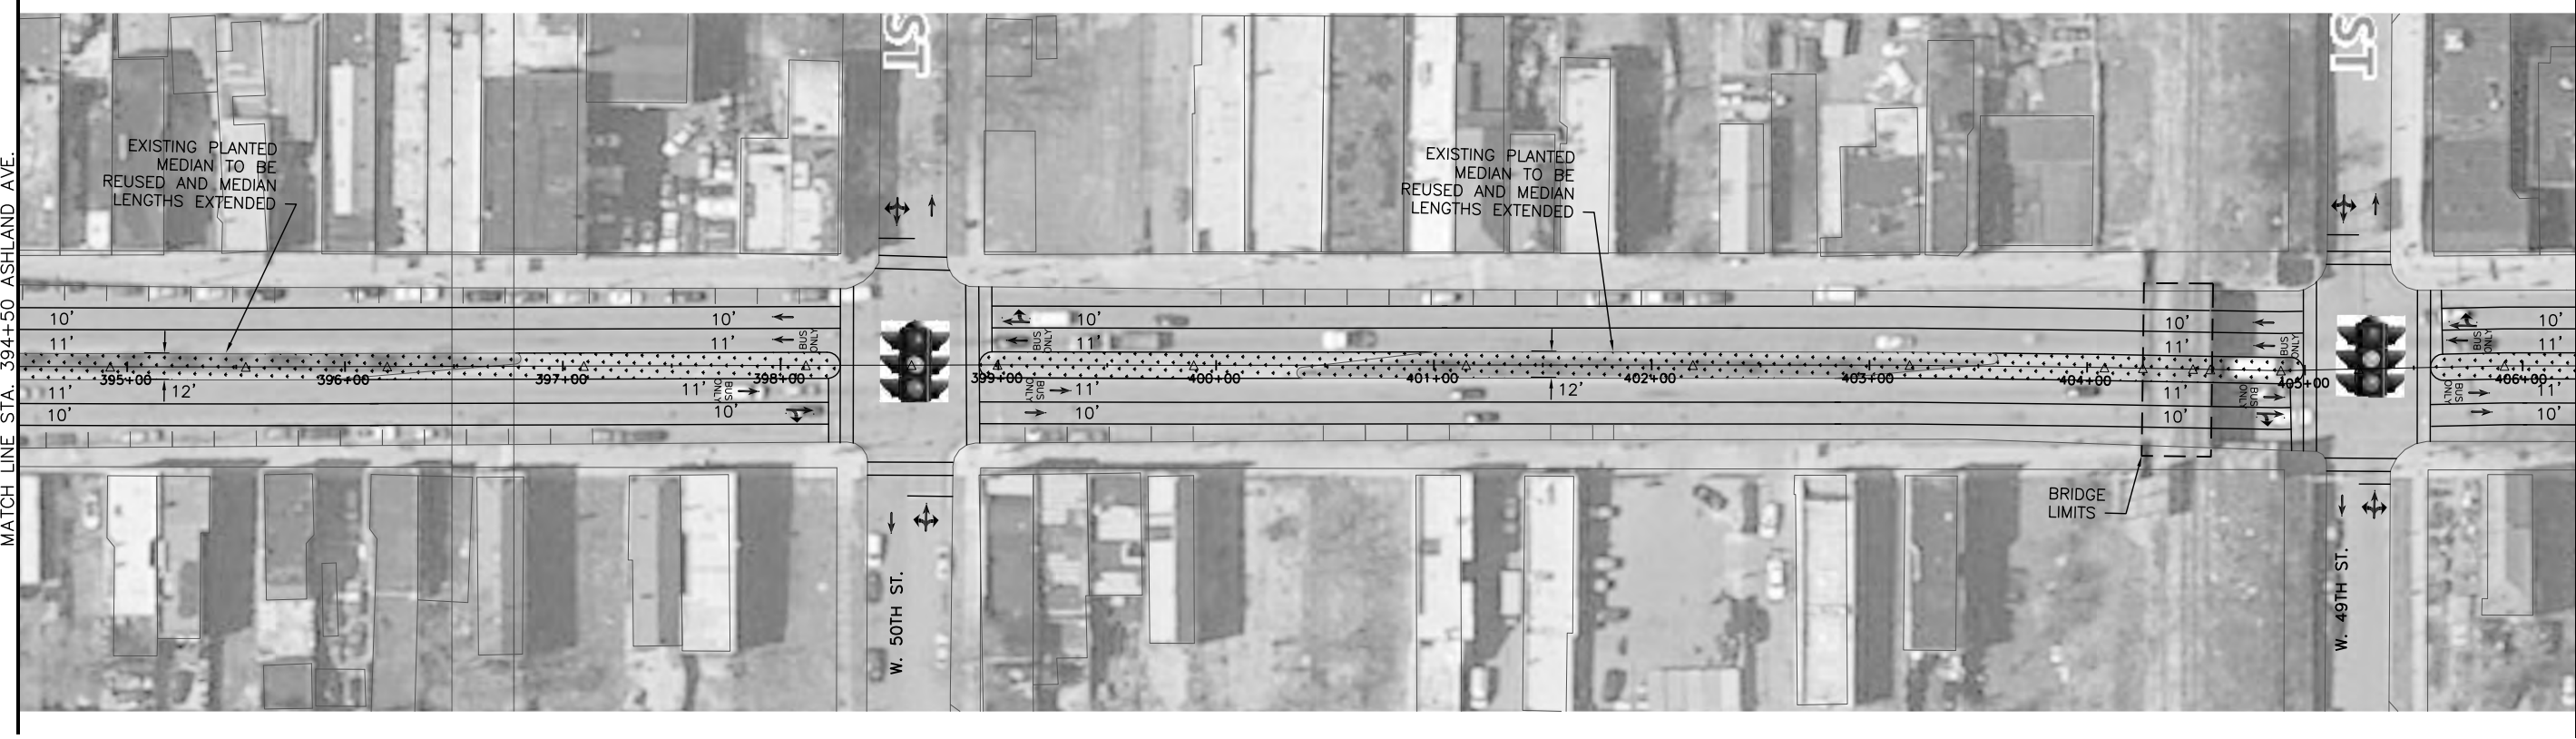 MATCH LINE STA. 394+50 ASHLAND AVE.
ST
ST
EXISTING PLANTED
MEDIAN TO BE
REUSED AND MEDIAN
LENGTHS EXTENDED
EXISTING PLANTED
MEDIAN TO BE
REUSED AND MEDIAN
LENGTHS EXTENDED
10' 10' 10' 10' 10'
11' 11' BUS ONLY BUS ONLY 11' 11' BUS ONLY BUS ONLY 11'
395+00 396+00 397+00 398+00 399+00 400+00 401+00 402+00 403+00 404+00 405+00 406+00
11' 12' 11' BUS ONLY BUS ONLY 11' 12' 11' BUS ONLY BUS ONLY 11'
10' 10' 10' 10' 10'
BRIDGE
LIMITS
W. 50TH ST.
W. 49TH ST.